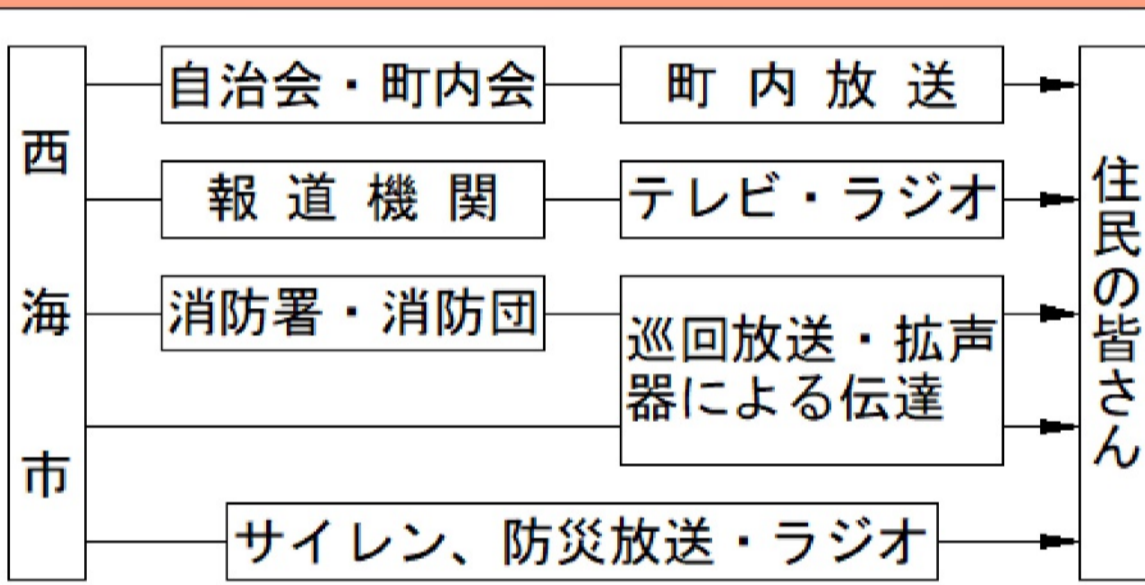 西海市
自治会・町内会
町内放送
報道機関
テレビ・ラジオ
消防署・消防団
巡回放送・拡声
器による伝達
サイレン、防災放送・ラジオ
住民の皆さん